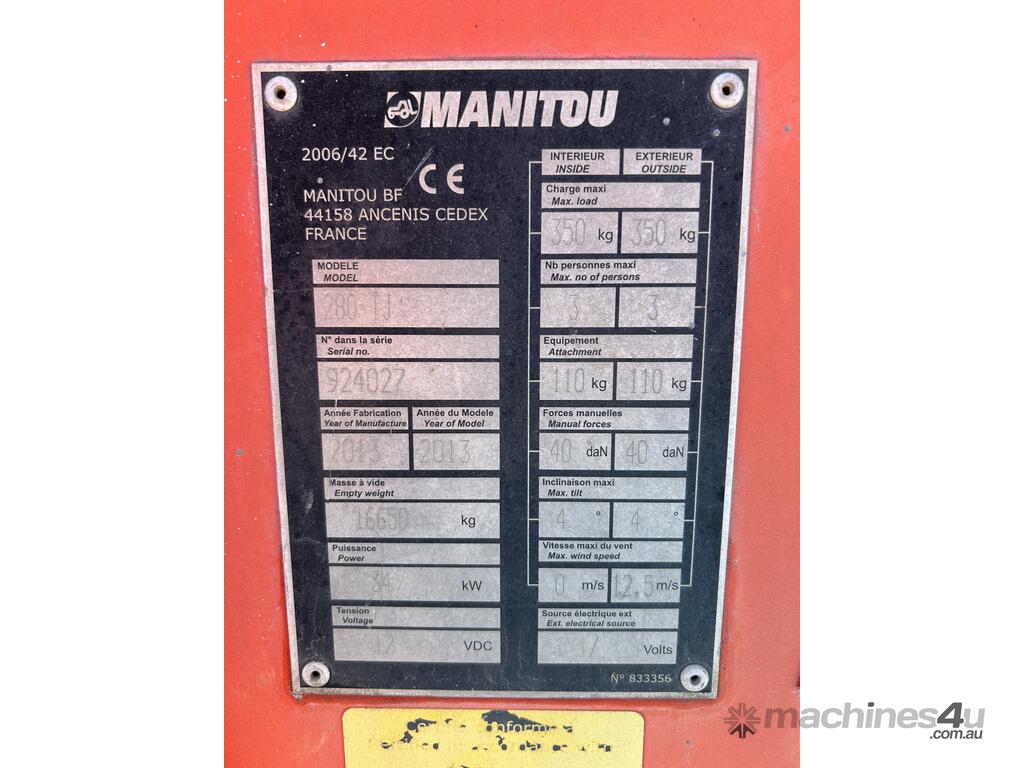 MANITOU
2006/42 EC
CE
MANITOU BF
44158 ANCENIS CEDEX
FRANCE
MODELE
MODEL
280 TJ
N° dans la série
Serial no.
924027
Année Fabrication
Year of Manufacture
2013
Année du Modele
Year of Model
2013
Masse à vide
Empty weight
16650 kg
Puissance
Power
34 kW
Tension
Voltage
12 VDC
INTERIEUR
INSIDE
EXTERIEUR
OUTSIDE
Charge maxi
Max. load
350 kg 350 kg
Nb personnes maxi
Max. no of persons
3 3
Equipement
Attachment
110 kg 110 kg
Forces manuelles
Manual forces
40 daN 40 daN
Inclinaison maxi
Max. tilt
4 ° 4 °
Vitesse maxi du vent
Max. wind speed
0 m/s 12.5 m/s
Source électrique ext
Ext. electrical source
/ Volts
N° 833356
machines4u
.com.au